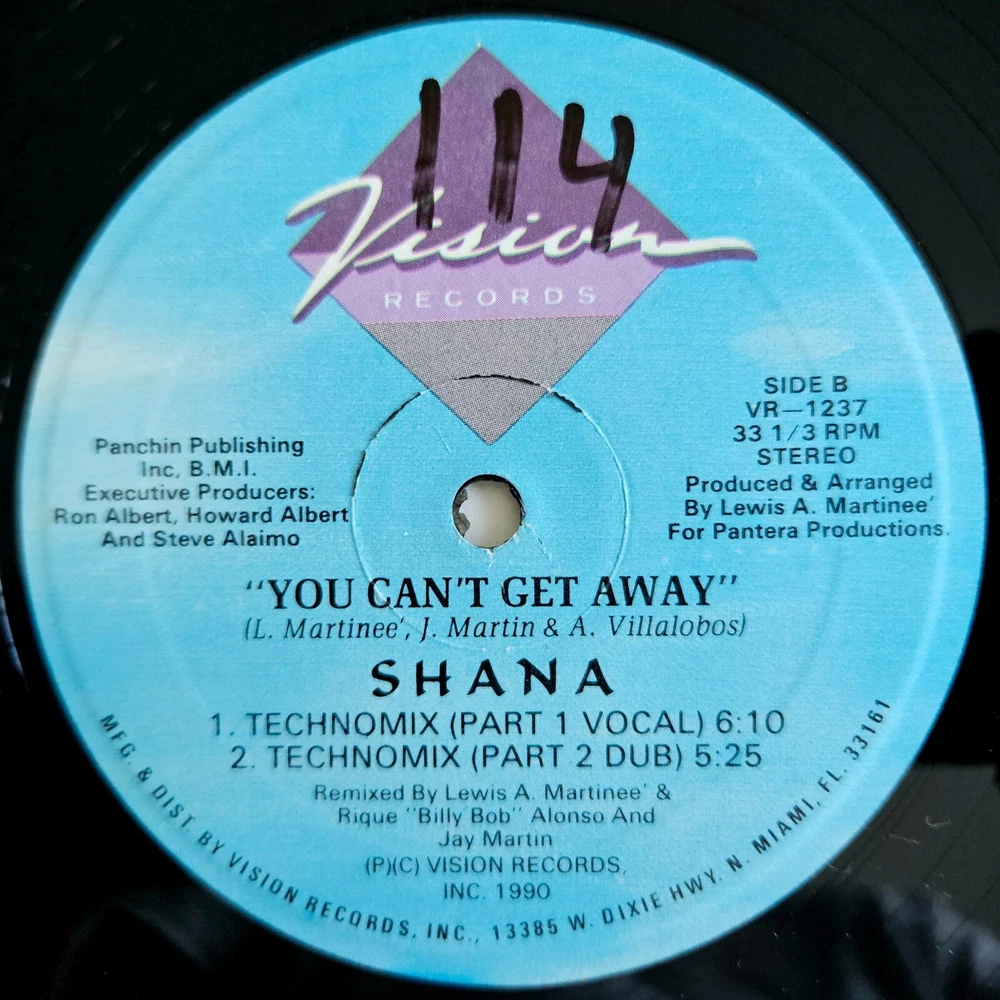 114
Vision
RECORDS
SIDE B
VR—1237
33 1/3 RPM
STEREO
Produced & Arranged
By Lewis A. Martinee'
For Pantera Productions.
Panchin Publishing
Inc, B.M.I.
Executive Producers:
Ron Albert, Howard Albert
And Steve Alaimo
"YOU CAN'T GET AWAY"
(L. Martinee', J. Martin & A. Villalobos)
SHANA
1. TECHNOMIX (PART 1 VOCAL) 6:10
2. TECHNOMIX (PART 2 DUB) 5:25
Remixed By Lewis A. Martinee' &
Rique "Billy Bob" Alonso And
Jay Martin
(P)(C) VISION RECORDS,
INC. 1990
MFG. & DIST. BY VISION RECORDS, INC., 13385 W. DIXIE HWY. N. MIAMI, FL. 33161